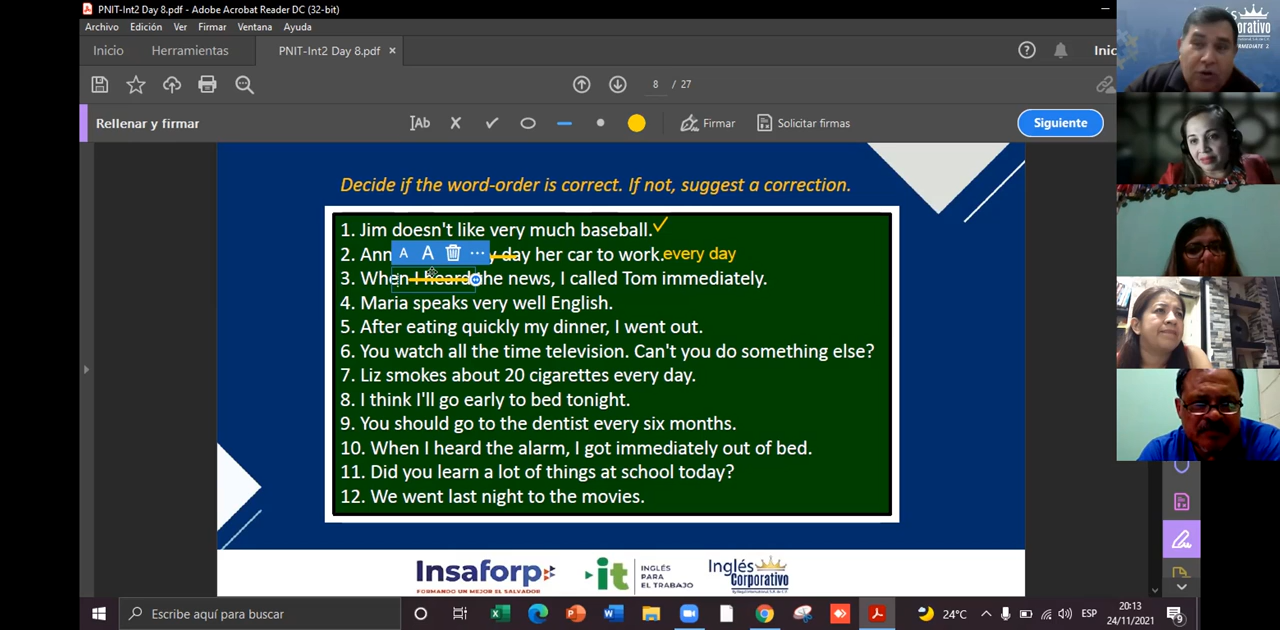 PNIT-Int2 Day 8.pdf - Adobe Acrobat Reader DC (32-bit)
Archivo Edición Ver Firmar Ventana Ayuda
Inicio Herramientas PNIT-Int2 Day 8.pdf × Inic
8 / 27
Rellenar y firmar Ab Firmar Solicitar firmas Siguiente
Decide if the word-order is correct. If not, suggest a correction.
1. Jim doesn't like very much baseball.
2. Ann day her car to work. every day
3. When I heard the news, I called Tom immediately.
4. Maria speaks very well English.
5. After eating quickly my dinner, I went out.
6. You watch all the time television. Can't you do something else?
7. Liz smokes about 20 cigarettes every day.
8. I think I'll go early to bed tonight.
9. You should go to the dentist every six months.
10. When I heard the alarm, I got immediately out of bed.
11. Did you learn a lot of things at school today?
12. We went last night to the movies.
Insaforp
FORMANDO UN MEJOR EL SALVADOR
it INGLÉS PARA EL TRABAJO
Inglés Corporativo
Escribe aquí para buscar
24°C ESP 20:13
24/11/2021